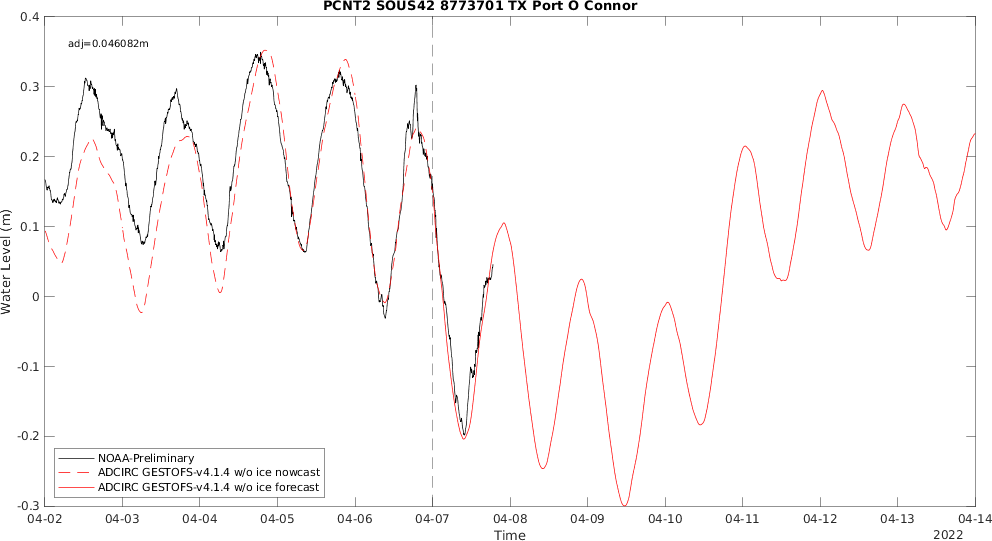 PCNT2 SOUS42 8773701 TX Port O Connor
adj=0.046082m
Water Level (m)
0.4
0.3
0.2
0.1
0
-0.1
-0.2
-0.3
NOAA-Preliminary
ADCIRC GESTOFS-v4.1.4 w/o ice nowcast
ADCIRC GESTOFS-v4.1.4 w/o ice forecast
04-02 04-03 04-04 04-05 04-06 04-07 04-08 04-09 04-10 04-11 04-12 04-13 04-14
Time
2022